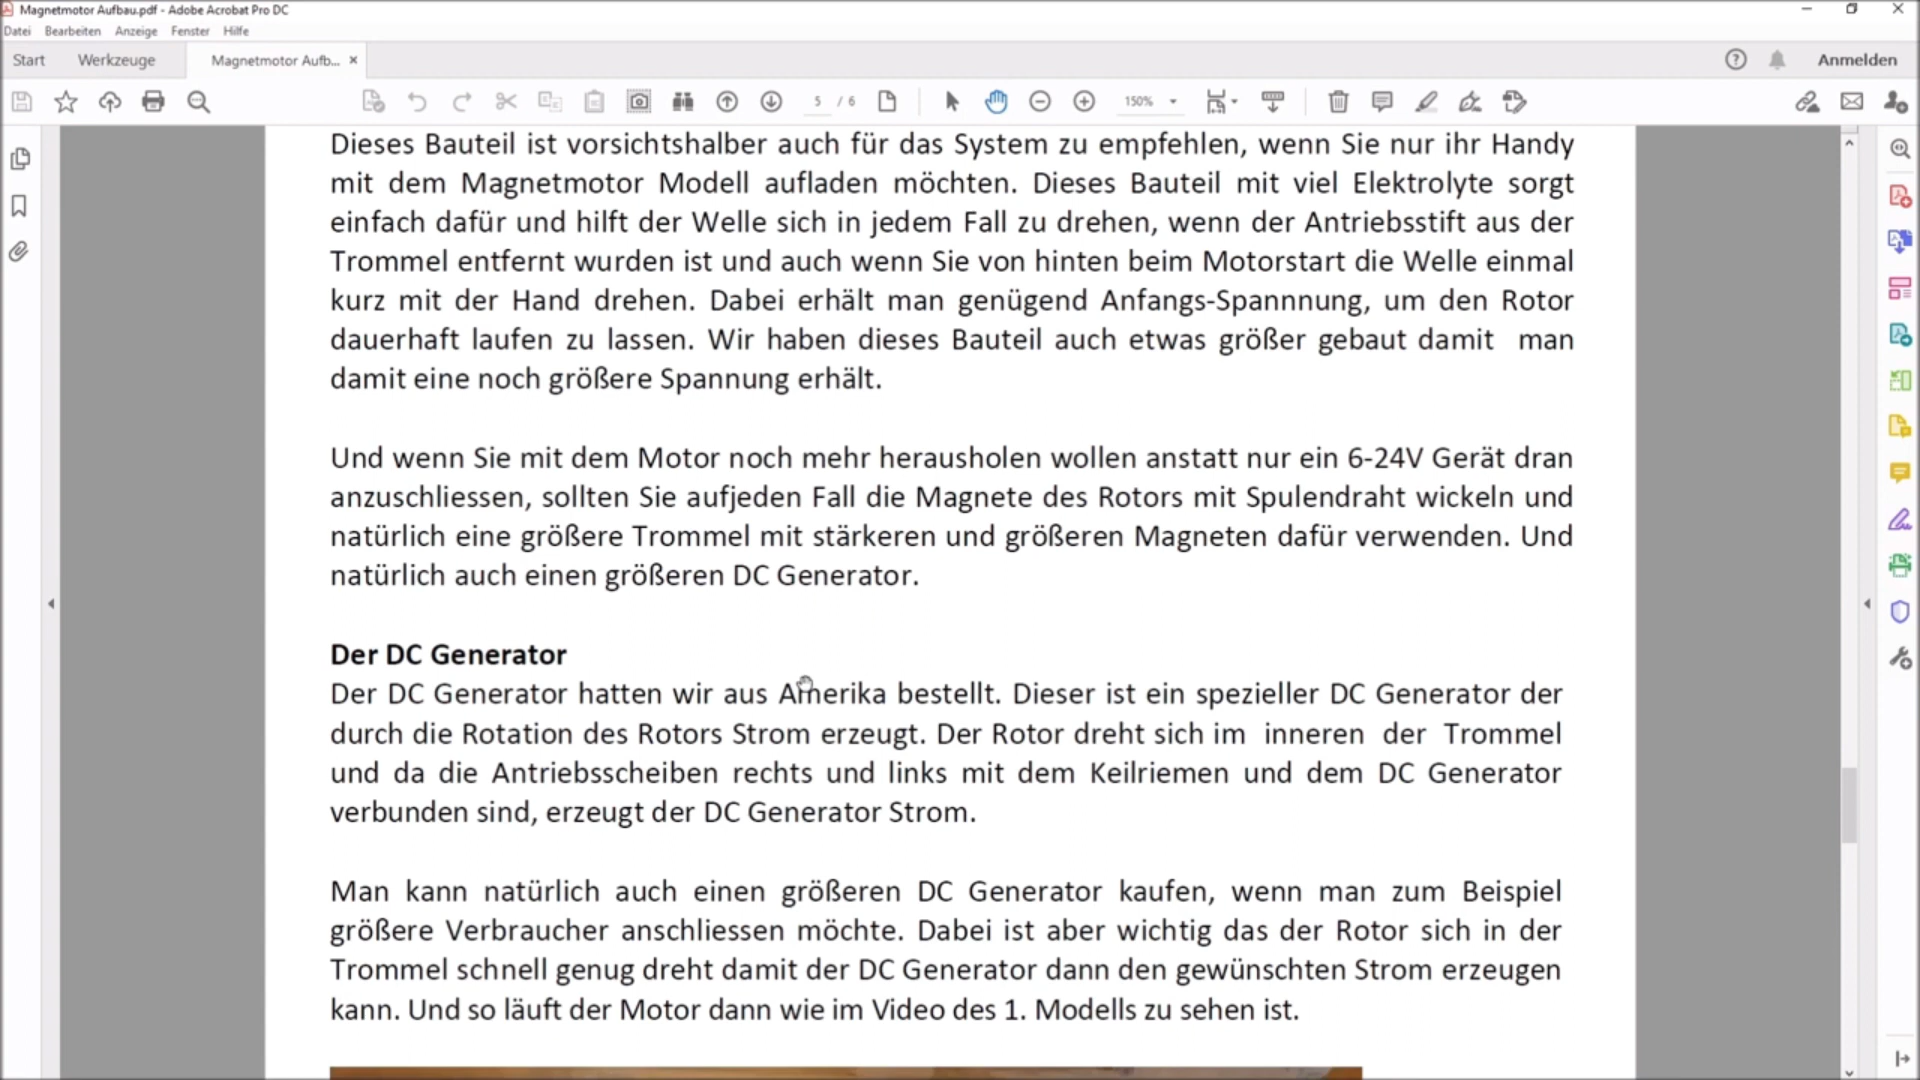 Magnetmotor Aufbau.pdf - Adobe Acrobat Pro DC
Datei Bearbeiten Anzeige Fenster Hilfe
Start Werkzeuge Magnetmotor Aufb... × Anmelden
5 / 6 150%
Dieses Bauteil ist vorsichtshalber auch für das System zu empfehlen, wenn Sie nur ihr Handy
mit dem Magnetmotor Modell aufladen möchten. Dieses Bauteil mit viel Elektrolyte sorgt
einfach dafür und hilft der Welle sich in jedem Fall zu drehen, wenn der Antriebsstift aus der
Trommel entfernt wurden ist und auch wenn Sie von hinten beim Motorstart die Welle einmal
kurz mit der Hand drehen. Dabei erhält man genügend Anfangs-Spannnung, um den Rotor
dauerhaft laufen zu lassen. Wir haben dieses Bauteil auch etwas größer gebaut damit man
damit eine noch größere Spannung erhält.
Und wenn Sie mit dem Motor noch mehr herausholen wollen anstatt nur ein 6-24V Gerät dran
anzuschliessen, sollten Sie aufjeden Fall die Magnete des Rotors mit Spulendraht wickeln und
natürlich eine größere Trommel mit stärkeren und größeren Magneten dafür verwenden. Und
natürlich auch einen größeren DC Generator.
Der DC Generator
Der DC Generator hatten wir aus Amerika bestellt. Dieser ist ein spezieller DC Generator der
durch die Rotation des Rotors Strom erzeugt. Der Rotor dreht sich im inneren der Trommel
und da die Antriebsscheiben rechts und links mit dem Keilriemen und dem DC Generator
verbunden sind, erzeugt der DC Generator Strom.
Man kann natürlich auch einen größeren DC Generator kaufen, wenn man zum Beispiel
größere Verbraucher anschliessen möchte. Dabei ist aber wichtig das der Rotor sich in der
Trommel schnell genug dreht damit der DC Generator dann den gewünschten Strom erzeugen
kann. Und so läuft der Motor dann wie im Video des 1. Modells zu sehen ist.